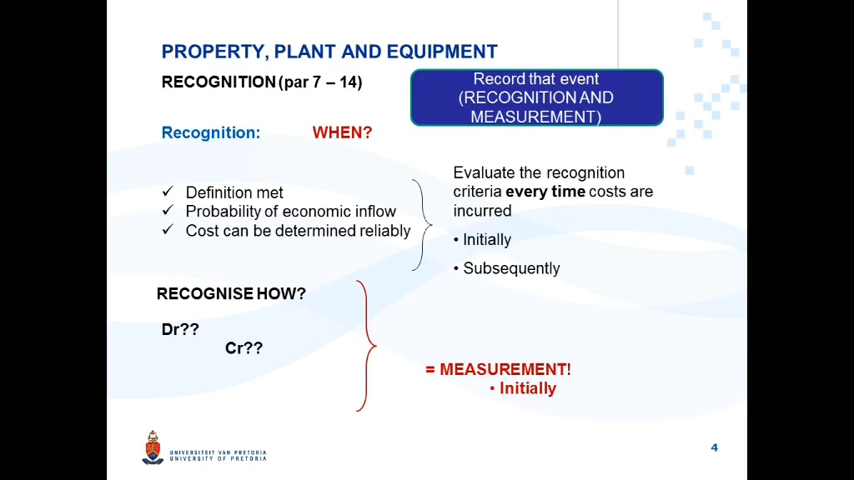 PROPERTY, PLANT AND EQUIPMENT
RECOGNITION (par 7 – 14)
Record that event
(RECOGNITION AND
MEASUREMENT)
Recognition: WHEN?
✓ Definition met
✓ Probability of economic inflow
✓ Cost can be determined reliably
Evaluate the recognition
criteria every time costs are
incurred
• Initially
• Subsequently
RECOGNISE HOW?
Dr??
Cr??
= MEASUREMENT!
• Initially
UNIVERSITEIT VAN PRETORIA
UNIVERSITY OF PRETORIA
4